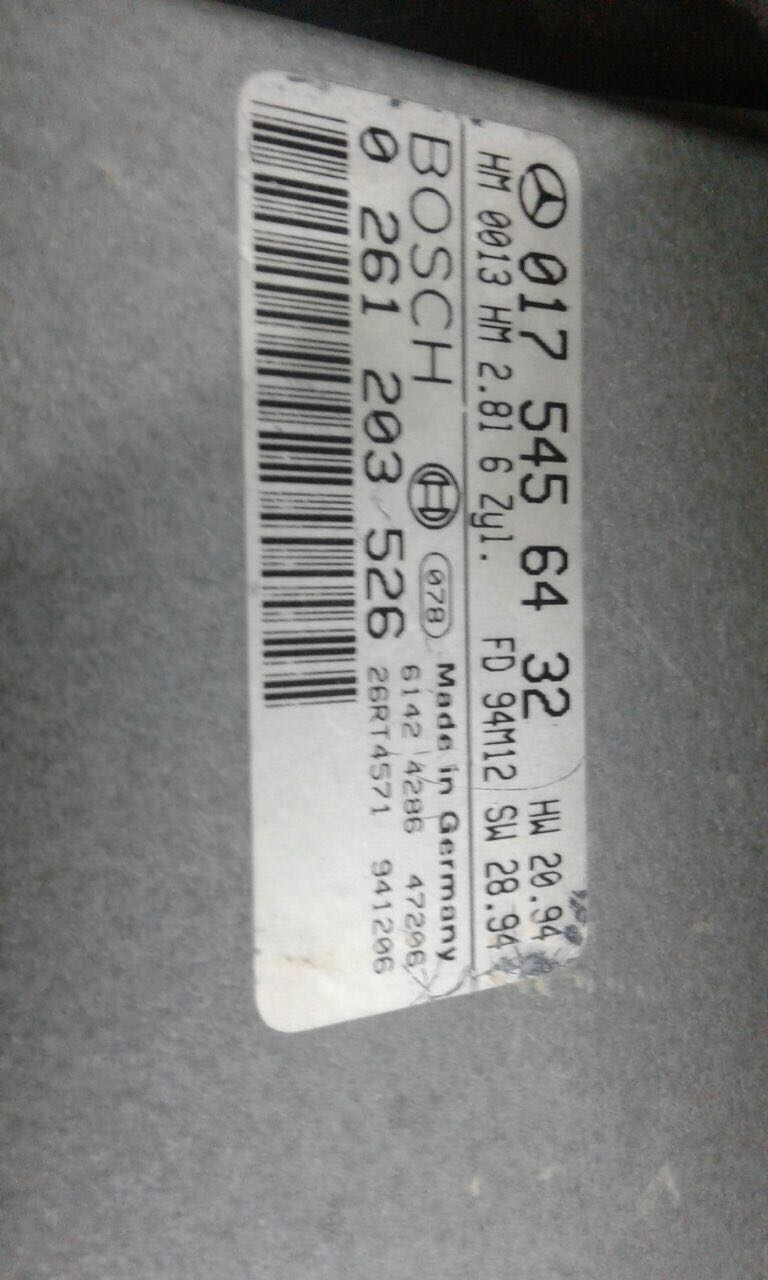 017 545 64 32 HW 20.94
HM 0013 HM 2.8l 6 Zyl. FD 94M12 SW 28.94
BOSCH 078 Made in Germany
6142 4286 47206
0 261 203 526 26RT4571 941206